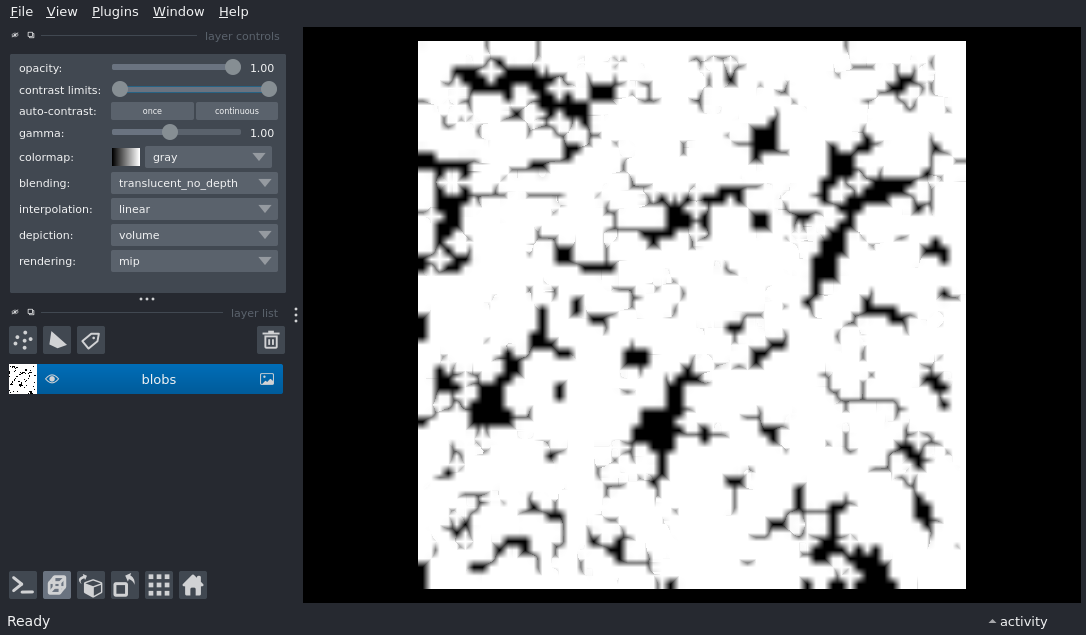 File View Plugins Window Help
layer controls
opacity: 1.00
contrast limits:
auto-contrast: once continuous
gamma: 1.00
colormap: gray
blending: translucent_no_depth
interpolation: linear
depiction: volume
rendering: mip
layer list
blobs
Ready activity